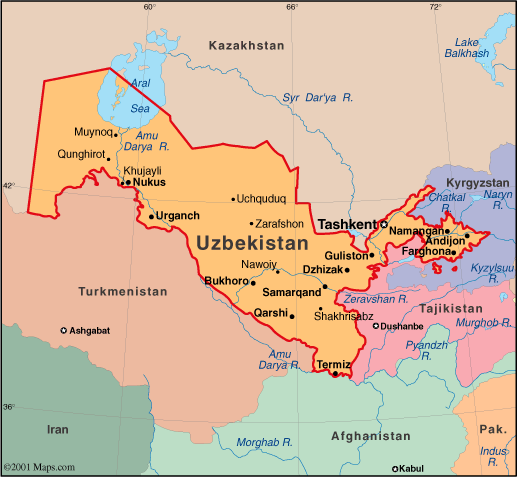 60°
66°
72°
Kazakhstan
Lake
Balkhash
Aral
Sea
Syr Dar'ya R.
Muynoq
Amu
Darya R.
Qunghirot
Khujayli
Nukus
42°
Kyrgyzstan
Chatkal
R.
Naryn
R.
Uchquduq
Urganch
Zarafshon
Tashkent
Namangan
Andijon
Farghona
Uzbekistan
Guliston
Nawoiy
Dzhizak
Kyzylsuu
R.
Bukhoro
Samarqand
Zeravshan R.
Turkmenistan
Qarshi
Shakhrisabz
Tajikistan
Ashgabat
Dushanbe
Murghob R.
Pyandzh
R.
Amu
Darya R.
Termiz
36°
Iran
Morghab R.
Afghanistan
Pak.
Indus
R.
Kabul
©2001 Maps.com